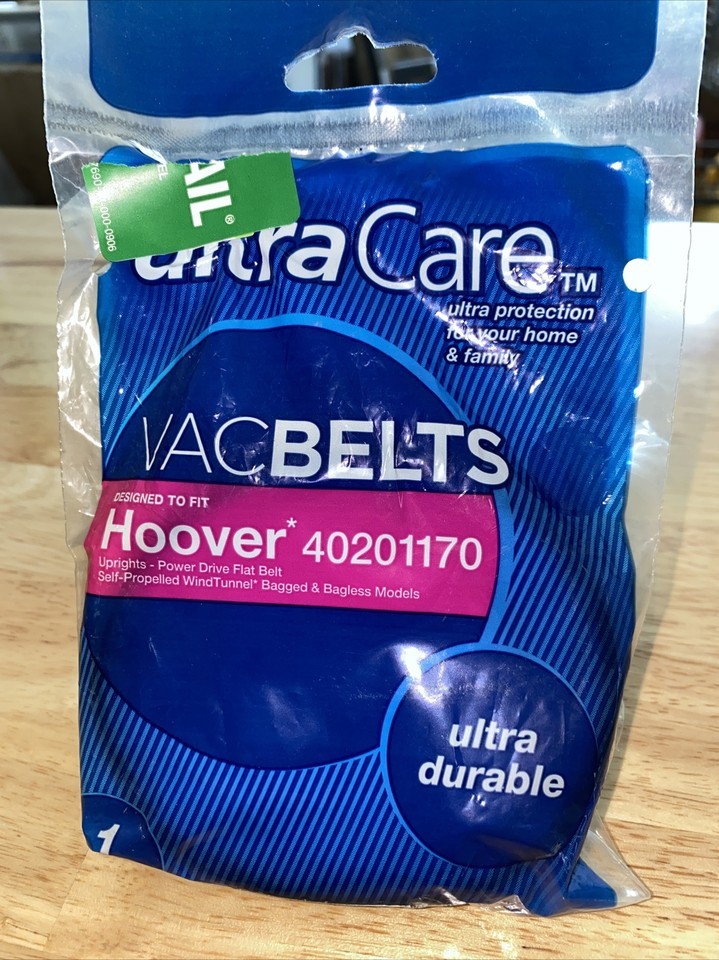 AIL®
ultraCare™
ultra protection
for your home
& family
VACBELTS
DESIGNED TO FIT
Hoover* 40201170
Uprights - Power Drive Flat Belt
Self-Propelled WindTunnel* Bagged & Bagless Models
ultra
durable
1